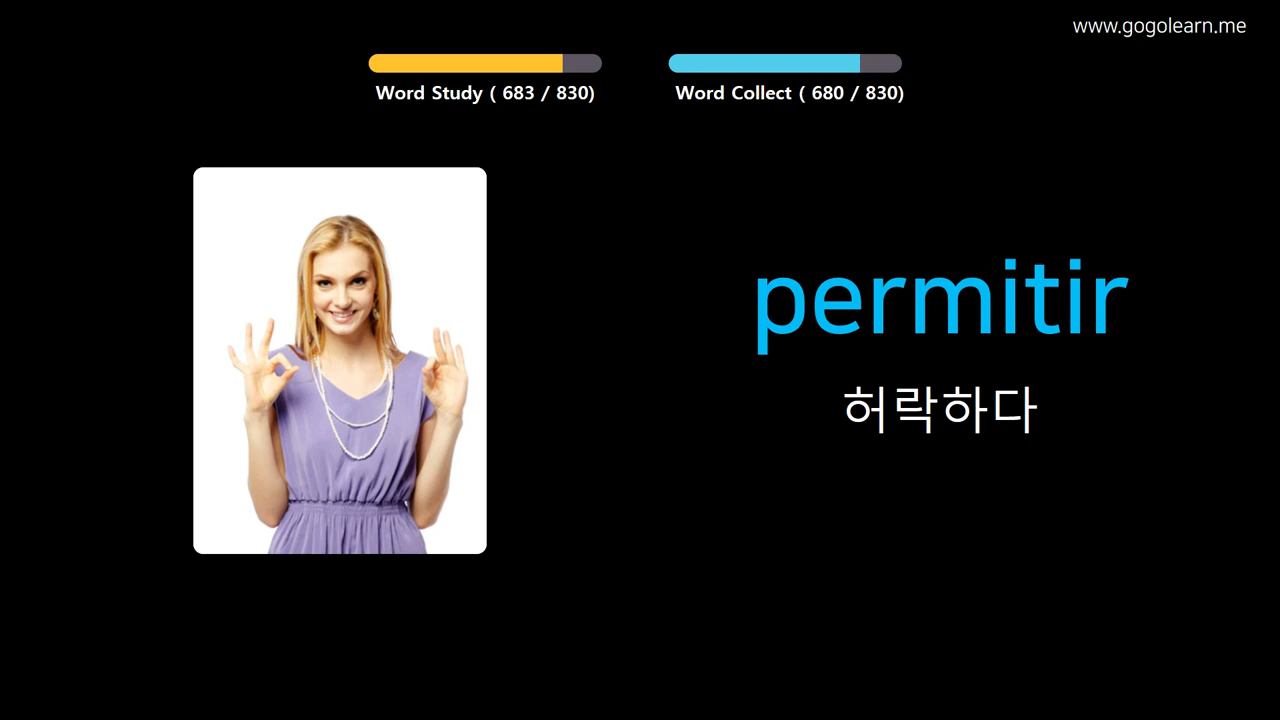 www.gogolearn.me
Word Study ( 683 / 830)
Word Collect ( 680 / 830)
permitir
허락하다